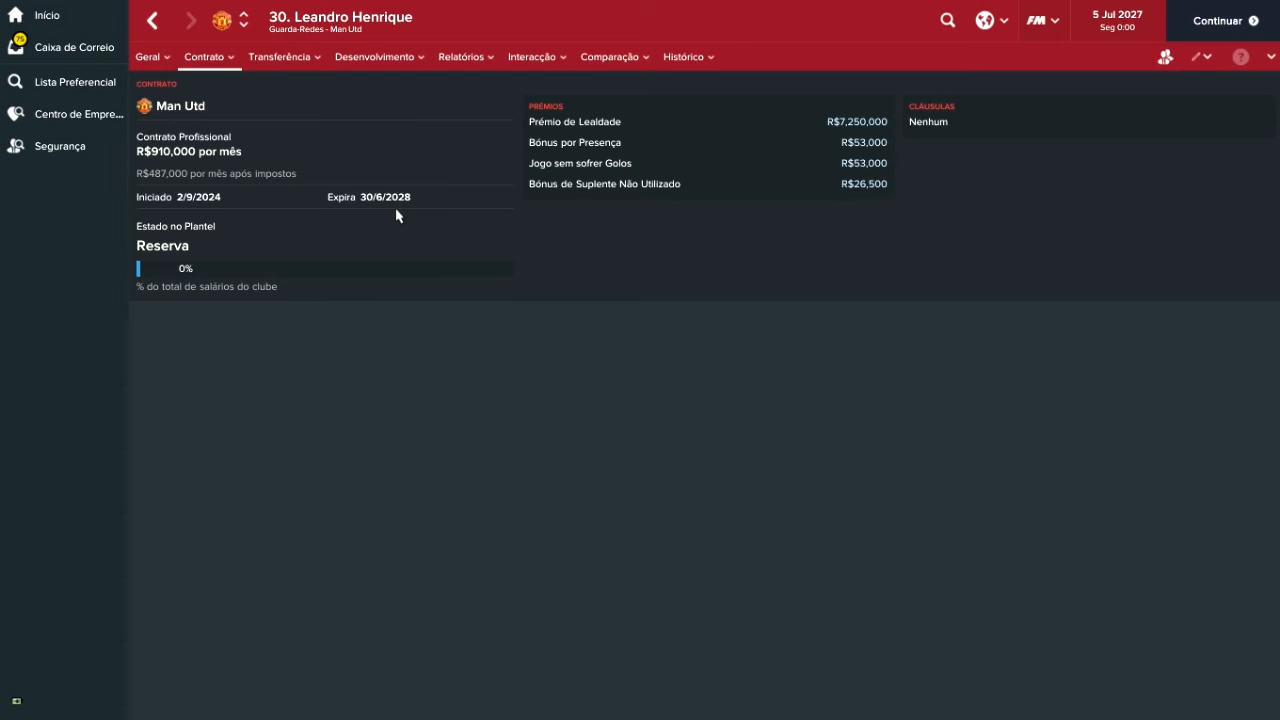 Início
75
Caixa de Correio
Lista Preferencial
Centro de Empre...
Segurança
30. Leandro Henrique
Guarda-Redes - Man Utd
FM
5 Jul 2027
Seg 0:00
Continuar
Geral
Contrato
Transferência
Desenvolvimento
Relatórios
Interacção
Comparação
Histórico
?
CONTRATO
Man Utd
Contrato Profissional
R$910,000 por mês
R$487,000 por mês após impostos
Iniciado 2/9/2024
Expira 30/6/2028
Estado no Plantel
Reserva
0%
% do total de salários do clube
PRÉMIOS
Prémio de Lealdade R$7,250,000
Bónus por Presença R$53,000
Jogo sem sofrer Golos R$53,000
Bónus de Suplente Não Utilizado R$26,500
CLÁUSULAS
Nenhum